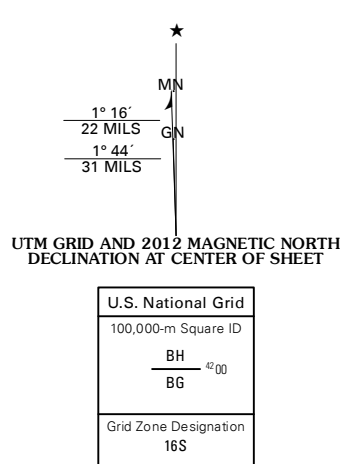 ★
MN
1° 16´
22 MILS
GN
1° 44´
31 MILS
UTM GRID AND 2012 MAGNETIC NORTH
DECLINATION AT CENTER OF SHEET
U.S. National Grid
100,000-m Square ID
BH
4200
BG
Grid Zone Designation
16S